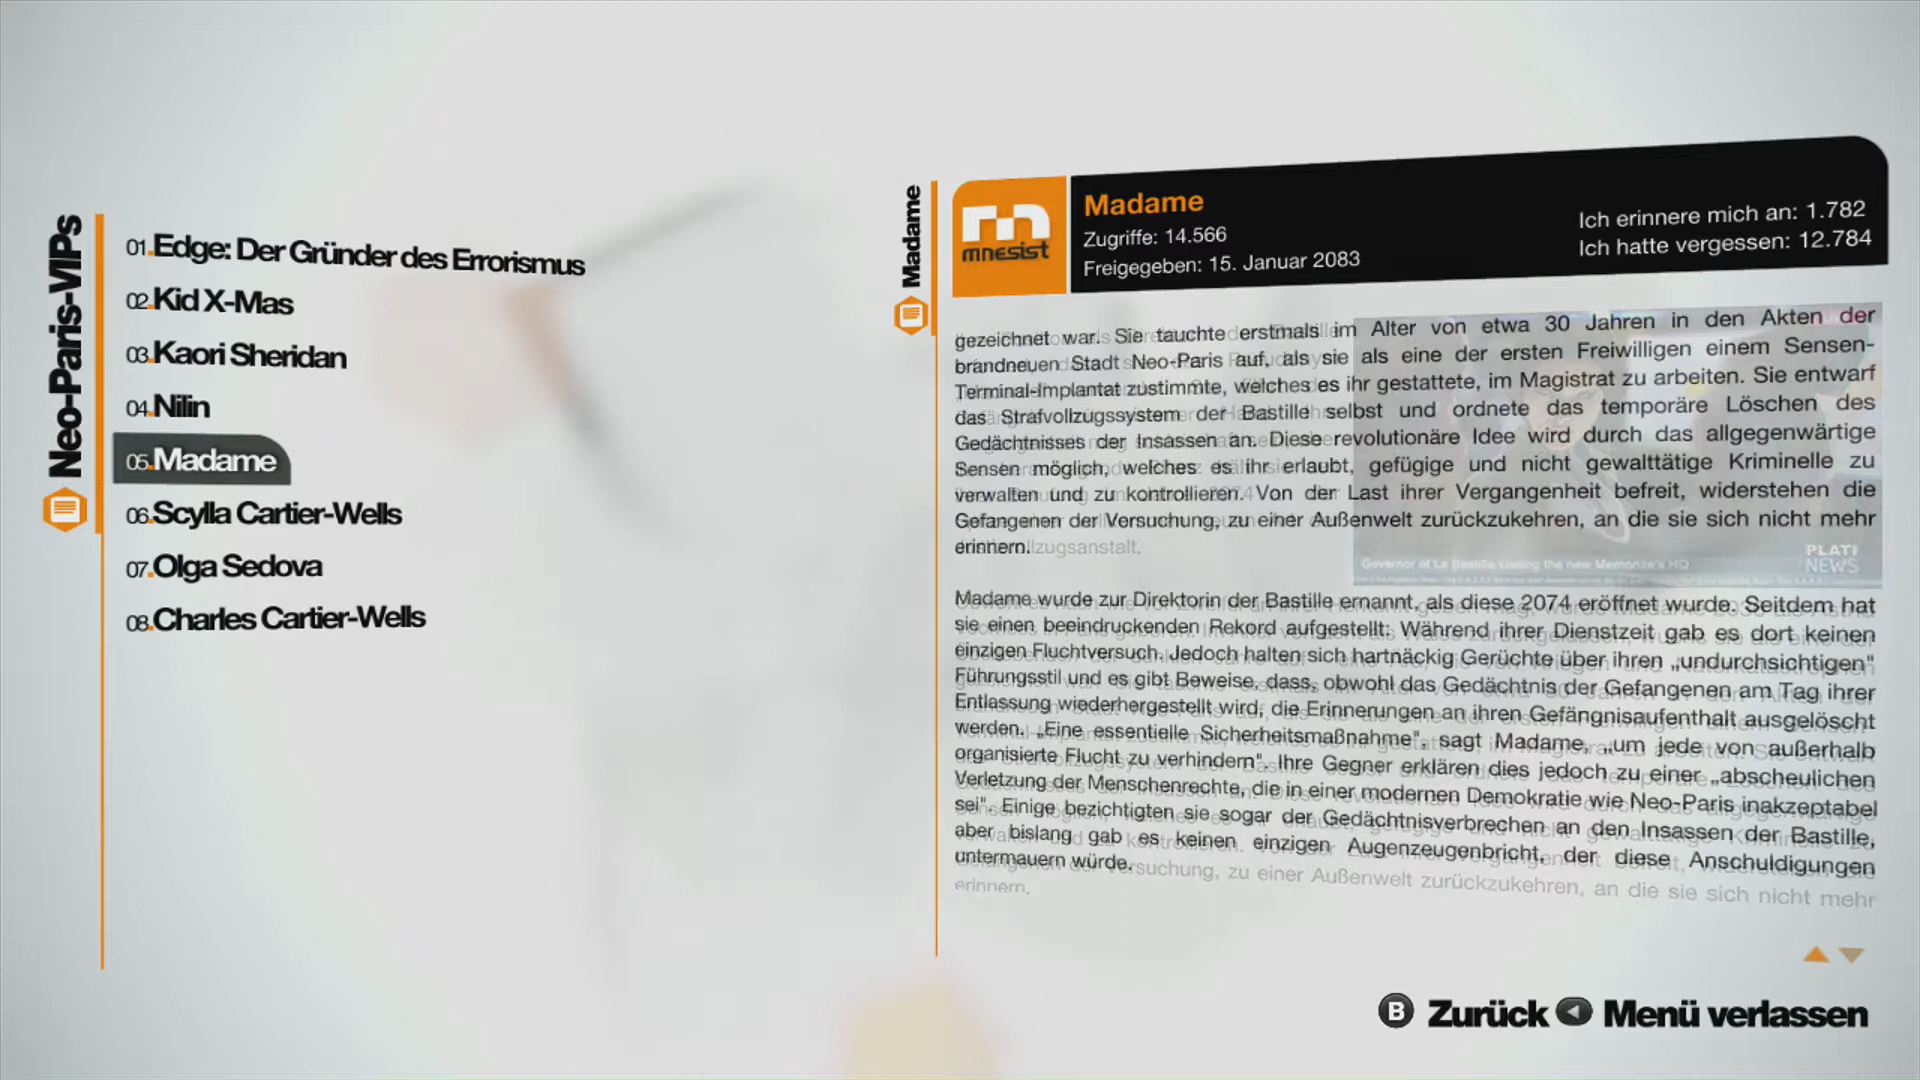 Neo-Paris-VIPs
01.Edge: Der Gründer des Errorismus
02.Kid X-Mas
03.Kaori Sheridan
04.Nilin
05.Madame
06.Scylla Cartier-Wells
07.Olga Sedova
08.Charles Cartier-Wells
Madame
mnesist
Madame
Zugriffe: 14.566
Freigegeben: 15. Januar 2083
Ich erinnere mich an: 1.782
Ich hatte vergessen: 12.784
gezeichnet war. Sie tauchte erstmals im Alter von etwa 30 Jahren in den Akten der
brandneuen Stadt Neo-Paris auf, als sie als eine der ersten Freiwilligen einem Sensen-
Terminal-Implantat zustimmte, welches es ihr gestattete, im Magistrat zu arbeiten. Sie entwarf
das Strafvollzugssystem der Bastille selbst und ordnete das temporäre Löschen des
Gedächtnisses der Insassen an. Diese revolutionäre Idee wird durch das allgegenwärtige
Sensen möglich, welches es ihr erlaubt, gefügige und nicht gewalttätige Kriminelle zu
verwalten und zu kontrollieren. Von der Last ihrer Vergangenheit befreit, widerstehen die
Gefangenen der Versuchung, zu einer Außenwelt zurückzukehren, an die sie sich nicht mehr
erinnern.
Governor of La Bastille visiting the new Memorize's HQ
PLATI
NEWS
Madame wurde zur Direktorin der Bastille ernannt, als diese 2074 eröffnet wurde. Seitdem hat
sie einen beeindruckenden Rekord aufgestellt: Während ihrer Dienstzeit gab es dort keinen
einzigen Fluchtversuch. Jedoch halten sich hartnäckig Gerüchte über ihren „undurchsichtigen"
Führungsstil und es gibt Beweise, dass, obwohl das Gedächtnis der Gefangenen am Tag ihrer
Entlassung wiederhergestellt wird, die Erinnerungen an ihren Gefängnisaufenthalt ausgelöscht
werden. „Eine essentielle Sicherheitsmaßnahme", sagt Madame, „um jede von außerhalb
organisierte Flucht zu verhindern". Ihre Gegner erklären dies jedoch zu einer „abscheulichen
Verletzung der Menschenrechte, die in einer modernen Demokratie wie Neo-Paris inakzeptabel
sei". Einige bezichtigten sie sogar der Gedächtnisverbrechen an den Insassen der Bastille,
aber bislang gab es keinen einzigen Augenzeugenbricht, der diese Anschuldigungen
untermauern würde.
B Zurück Menü verlassen